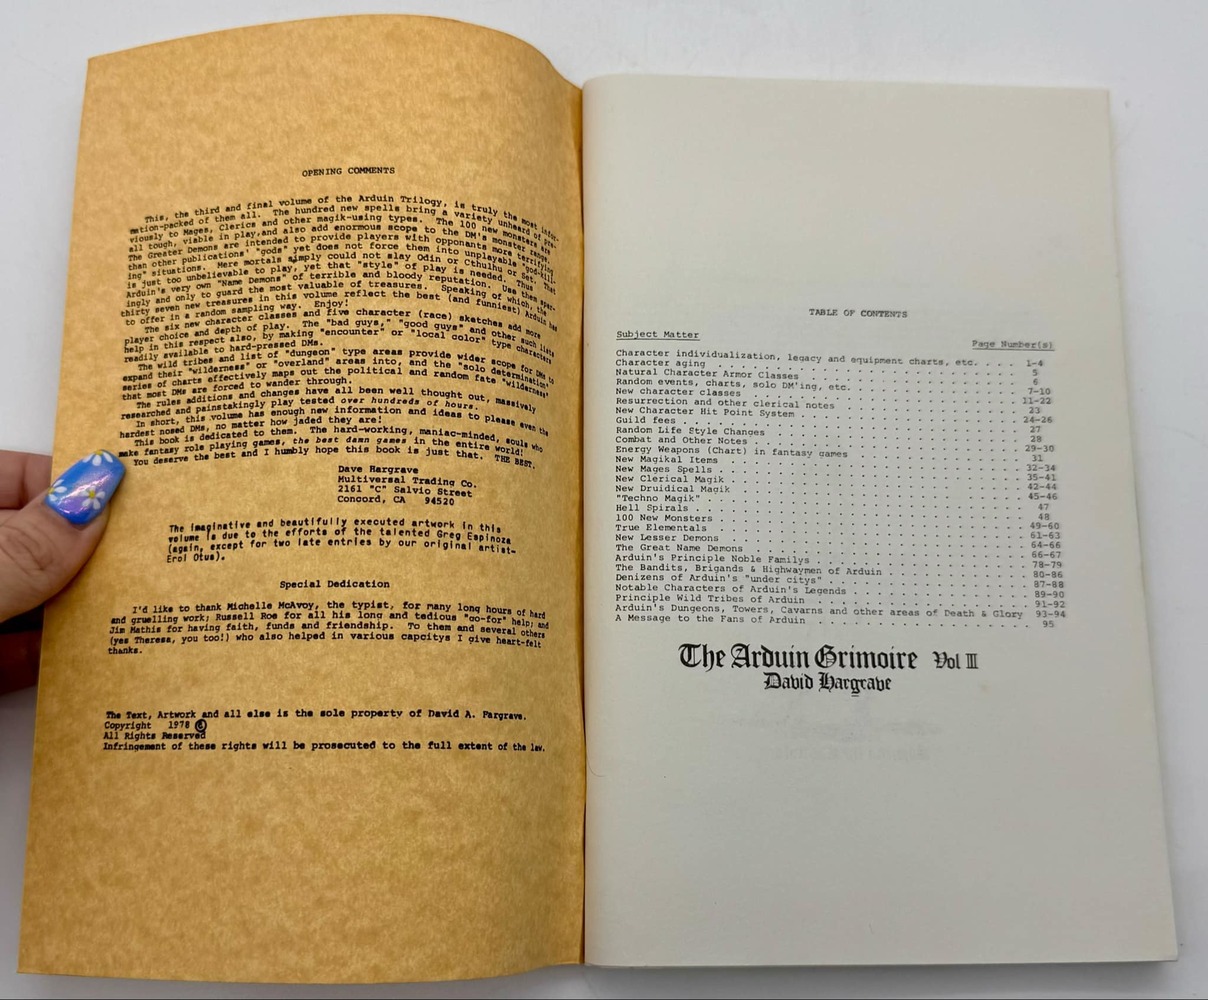 OPENING COMMENTS
This, the third and final volume of the Arduin Trilogy, is truly the most infor-
mation-packed of them all. The hundred new spells bring a variety unheard of pre-
viously to Mages, Clerics and other magik-using types. The 100 new monsters are
all tough, viable in play,and also add enormous scope to the DM's monster range.
The Greater Demons are intended to provide players with opponants more terrifying
than other publications' "gods" yet does not force them into unplayable "god-kill-
ing" situations. Mere mortals simply could not slay Odin or Cthulhu or Set. That
is just too unbelievable to play, yet that "style" of play is needed. Thus
Arduin's very own "Name Demons" of terrible and bloody reputation. Use them spar-
ingly and only to guard the most valuable of treasures. Speaking of which, the
thirty seven new treasures in this volume reflect the best (and funniest) Arduin has
to offer in a random sampling way. Enjoy!
The six new character classes and five character (race) sketches add more
player choice and depth of play. The "bad guys," "good guys" and other such lists
help in this respect also, by making "encounter" or "local color" type characters
readily available to hard-pressed DMs.
The wild tribes and list of "dungeon" type areas provide wider scope for DMs to
expand their "wilderness" or "overland" areas into, and the "solo determination"
series of charts effectively maps out the political and random fate "wilderness"
that most DMs are forced to wander through.
The rules additions and changes have all been well thought out, massively
researched and painstakingly play tested over hundreds of hours.
In short, this volume has enough new information and ideas to please even the
hardest nosed DMs, no matter how jaded they are!
This book is dedicated to them. The hard-working, maniac-minded, souls who
make fantasy role playing games, the best damn games in the entire world!
You deserve the best and I humbly hope this book is just that. THE BEST.
Dave Hargrave
Multiversal Trading Co.
2161 "C" Salvio Street
Concord, CA 94520
The imaginative and beautifully executed artwork in this
volume is due to the efforts of the talented Greg Espinoza
(again, except for two late entries by our original artist-
Erol Otus).
Special Dedication
I'd like to thank Michelle McAvoy, the typist, for many long hours of hard
and gruelling work; Russell Roe for all his long and tedious "go-for" help; and
Jim Mathis for having faith, funds and friendship. To them and several others
(yes Theresa, you too!) who also helped in various capcitys I give heart-felt
thanks.
The Text, Artwork and all else is the sole property of David A. Fargrave.
Copyright 1978 ©
All Rights Reserved
Infringement of these rights will be prosecuted to the full extent of the law.
TABLE OF CONTENTS
Subject Matter Page Number(s)
Character individualization, legacy and equipment charts, etc. . . . . 1-4
Character aging . . . . 5
Natural Character Armor Classes . . . . 6
Random events, charts, solo DM'ing, etc. . . . . 7-10
New character classes . . . . 11-22
Resurrection and other clerical notes . . . . 23
New Character Hit Point System . . . . 24-26
Guild fees . . . . 27
Random Life Style Changes . . . . 28
Combat and Other Notes . . . . 29-30
Energy Weapons (Chart) in fantasy games . . . . 31
New Magikal Items . . . . 32-34
New Mages Spells . . . . 35-41
New Clerical Magik . . . . 42-44
New Druidical Magik . . . . 45-46
"Techno Magik" . . . . 47
Hell Spirals . . . . 48
100 New Monsters . . . . 49-60
True Elementals . . . . 61-63
New Lesser Demons . . . . 64-66
The Great Name Demons . . . . 66-67
Arduin's Principle Noble Familys . . . . 78-79
The Bandits, Brigands & Highwaymen of Arduin . . . . 80-86
Denizens of Arduin's "under citys" . . . . 87-88
Notable Characters of Arduin's Legends . . . . 89-90
Principle Wild Tribes of Arduin . . . . 91-92
Arduin's Dungeons, Towers, Cavarns and other areas of Death & Glory 93-94
A Message to the Fans of Arduin . . . . 95
The Arduin Grimoire Vol III
David Hargrave